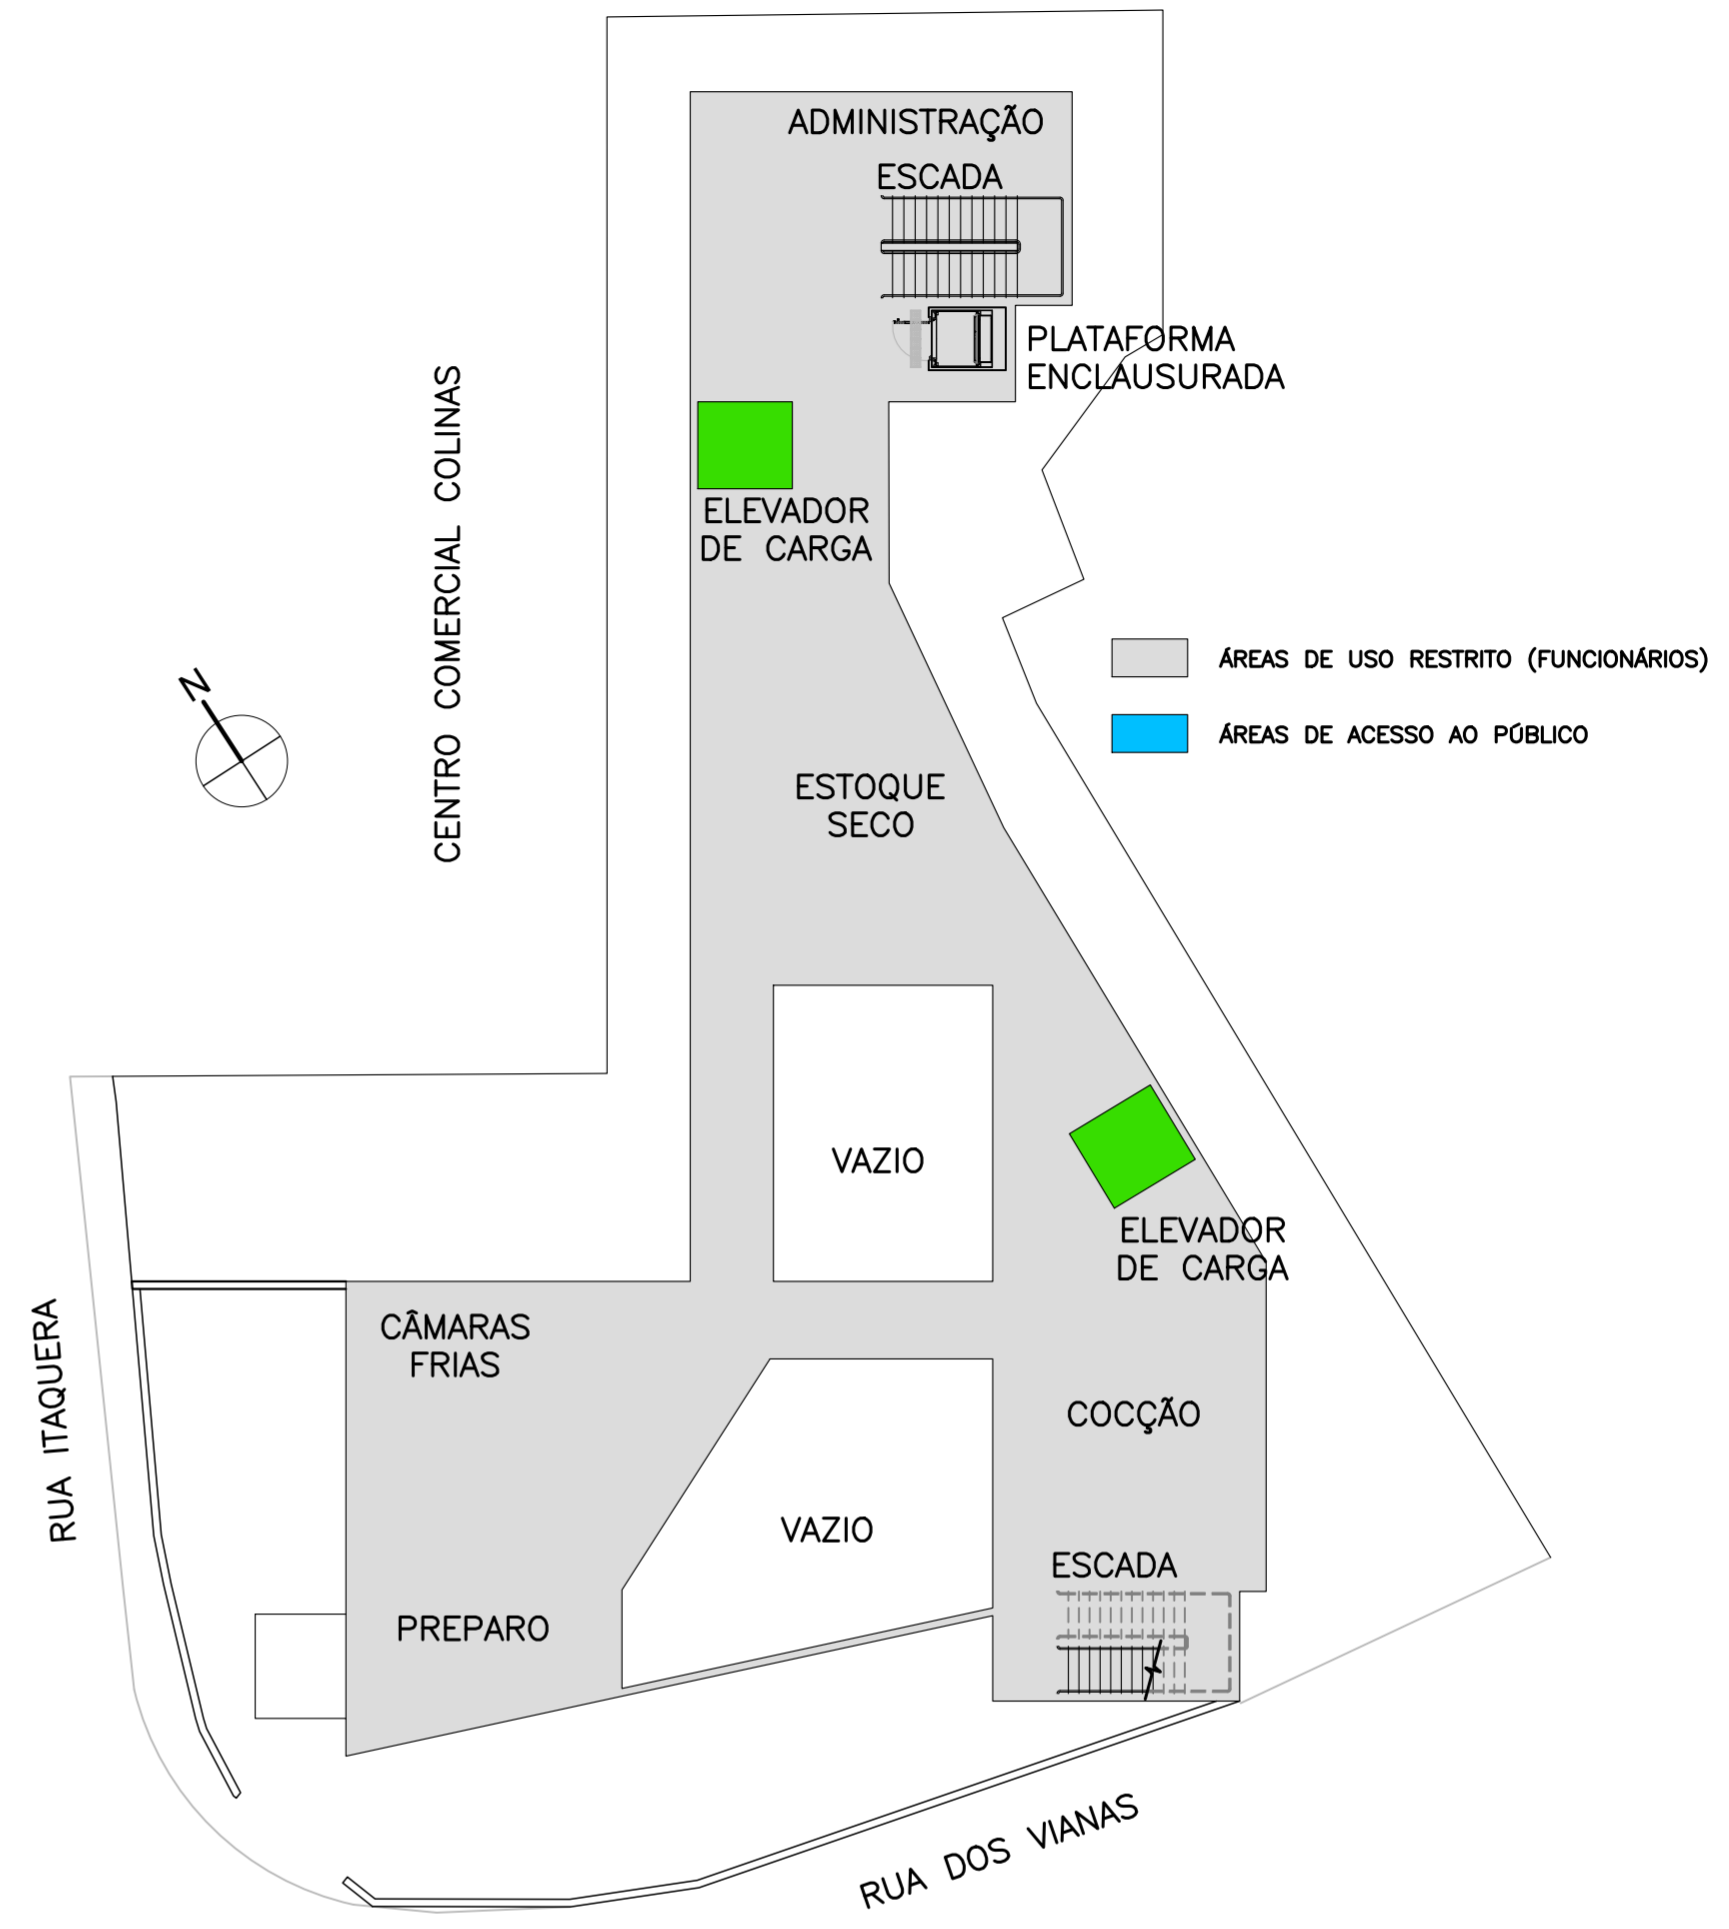 ADMINISTRAÇÃO
ESCADA
PLATAFORMA
ENCLAUSURADA
CENTRO COMERCIAL COLINAS
ELEVADOR
DE CARGA
N
ÁREAS DE USO RESTRITO (FUNCIONÁRIOS)
ÁREAS DE ACESSO AO PÚBLICO
ESTOQUE
SECO
VAZIO
ELEVADOR
DE CARGA
RUA ITAQUERA
CÂMARAS
FRIAS
COCÇÃO
VAZIO
ESCADA
PREPARO
RUA DOS VIANAS